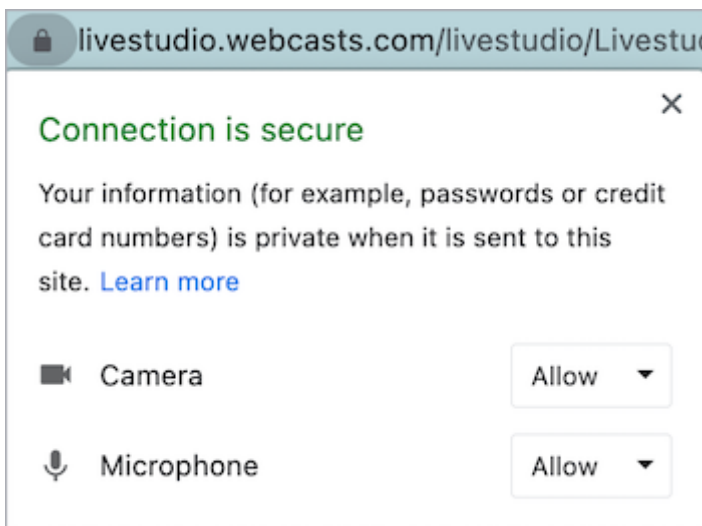 livestudio.webcasts.com/livestudio/Livestu
Connection is secure
Your information (for example, passwords or credit
card numbers) is private when it is sent to this
site. Learn more
Camera
Allow
Microphone
Allow